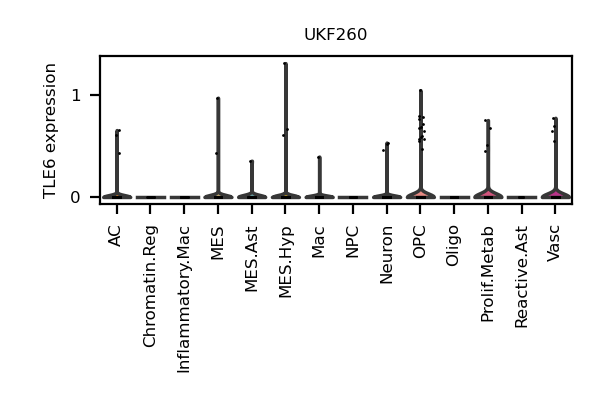 UKF260
TLE6 expression
1
0
AC
Chromatin.Reg
Inflammatory.Mac
MES
MES.Ast
MES.Hyp
Mac
NPC
Neuron
OPC
Oligo
Prolif.Metab
Reactive.Ast
Vasc